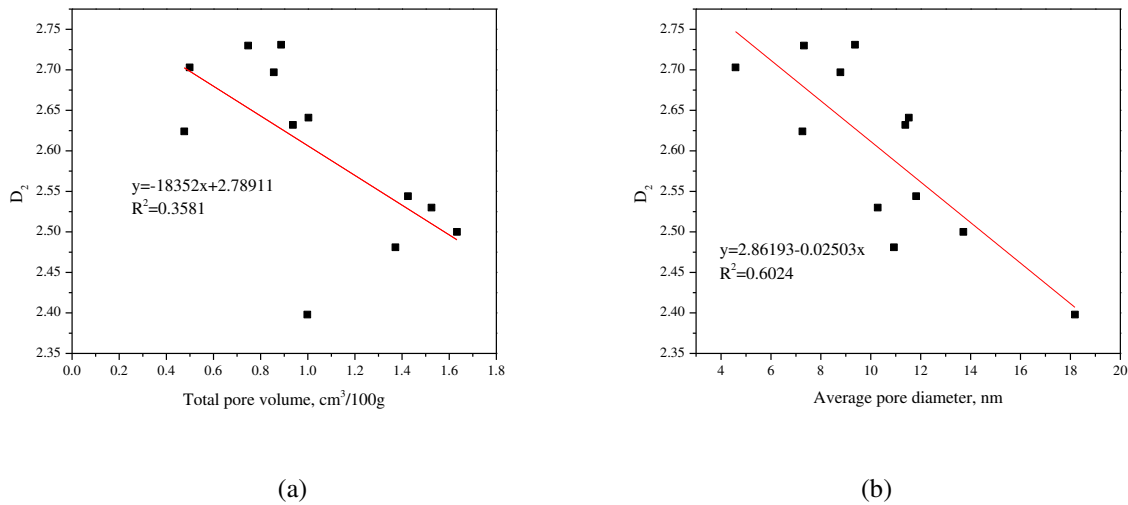 2.75
2.70
2.65
2.60
2.55
2.50
2.45
2.40
2.35
D₂
y=-18352x+2.78911
R²=0.3581
0.0 0.2 0.4 0.6 0.8 1.0 1.2 1.4 1.6 1.8
Total pore volume, cm³/100g
(a)
2.75
2.70
2.65
2.60
2.55
2.50
2.45
2.40
2.35
D₂
y=2.86193-0.02503x
R²=0.6024
4 6 8 10 12 14 16 18 20
Average pore diameter, nm
(b)